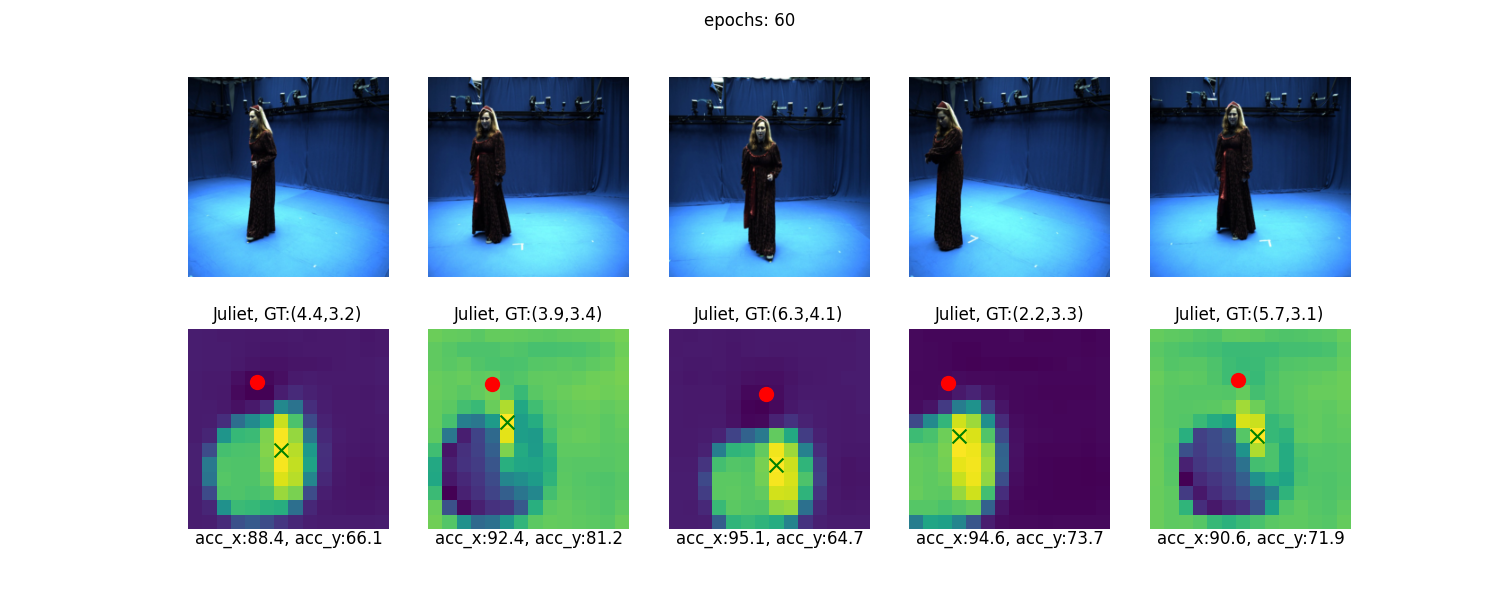 epochs: 60
Juliet, GT:(4.4,3.2)
Juliet, GT:(3.9,3.4)
Juliet, GT:(6.3,4.1)
Juliet, GT:(2.2,3.3)
Juliet, GT:(5.7,3.1)
acc_x:88.4, acc_y:66.1
acc_x:92.4, acc_y:81.2
acc_x:95.1, acc_y:64.7
acc_x:94.6, acc_y:73.7
acc_x:90.6, acc_y:71.9